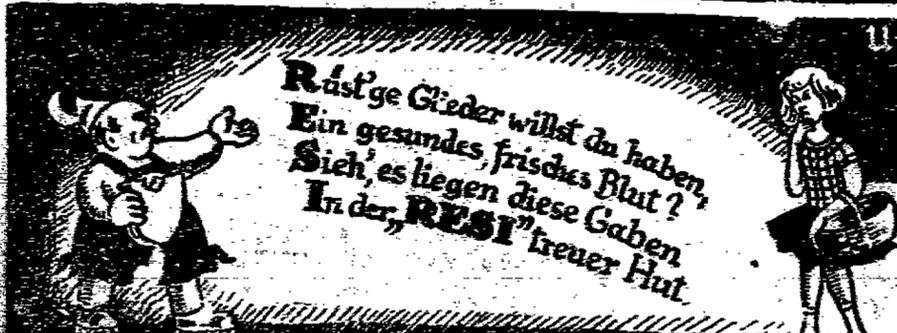 Rüst'ge Glieder willst du haben,
Ein gesundes, frisches Blut?
Sieh', es liegen diese Gaben
In der „RESI" treuer Hut.
u